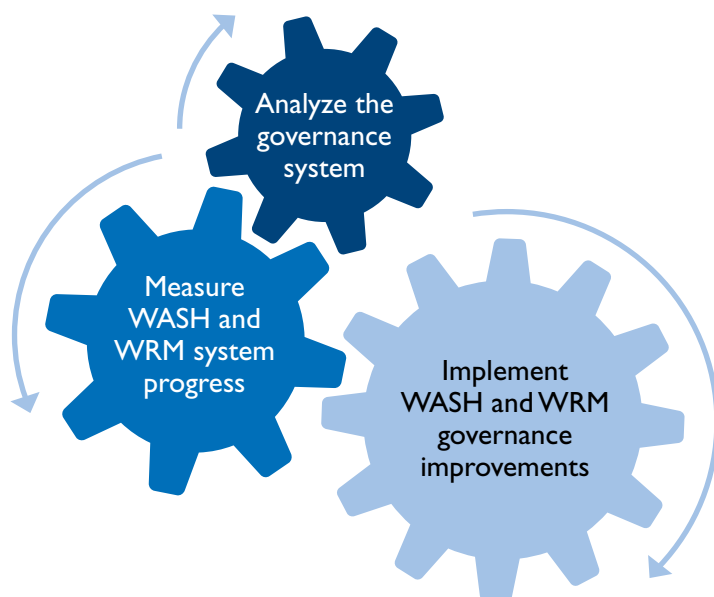 Analyze the
governance
system
Measure
WASH and
WRM system
progress
Implement
WASH and WRM
governance
improvements